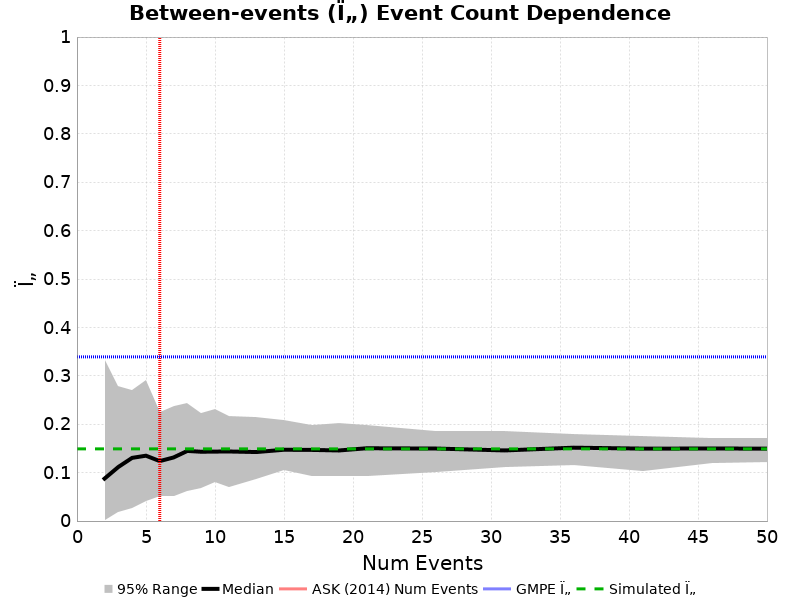 Between-events (Ï„) Event Count Dependence
1
0.9
0.8
0.7
0.6
0.5
0.4
0.3
0.2
0.1
0
Ï„
0 5 10 15 20 25 30 35 40 45 50
Num Events
95% Range Median ASK (2014) Num Events GMPE Ï„ Simulated Ï„